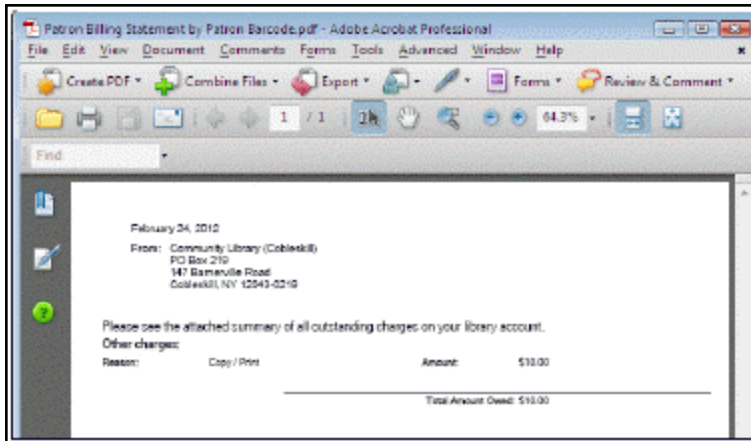 Patron Billing Statement by Patron Barcode.pdf - Adobe Acrobat Professional
File Edit View Document Comments Forms Tools Advanced Window Help
Create PDF Combine Files Export Forms Review & Comment
1 / 1 64.3%
Find
February 24, 2012
From: Community Library (Cobleskill)
PO Box 219
147 Barnerville Road
Cobleskill, NY 12043-0219
Please see the attached summary of all outstanding charges on your library account.
Other charges:
Reason: Copy / Print Amount: $10.00
Total Amount Owed: $10.00